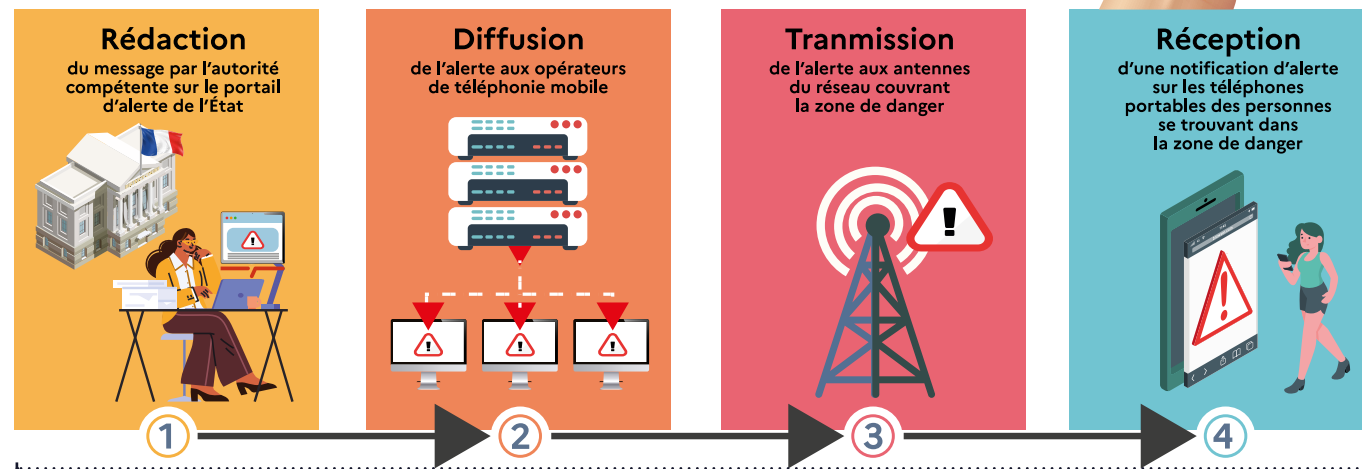 Rédaction
du message par l'autorité
compétente sur le portail
d'alerte de l'État
Diffusion
de l'alerte aux opérateurs
de téléphonie mobile
Tranmission
de l'alerte aux antennes
du réseau couvrant
la zone de danger
Réception
d'une notification d'alerte
sur les téléphones
portables des personnes
se trouvant dans
la zone de danger
1
2
3
4